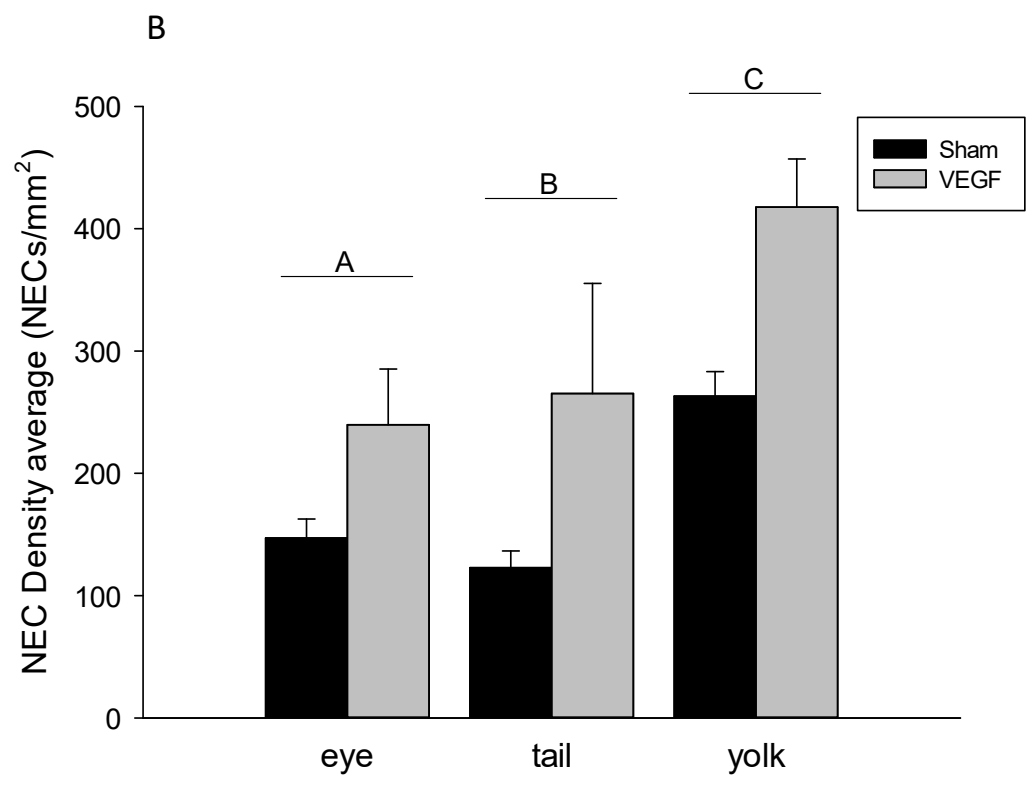 B
C
500
Sham
VEGF
B
400
A
300
200
100
0
NEC Density average (NECs/mm²)
eye tail yolk